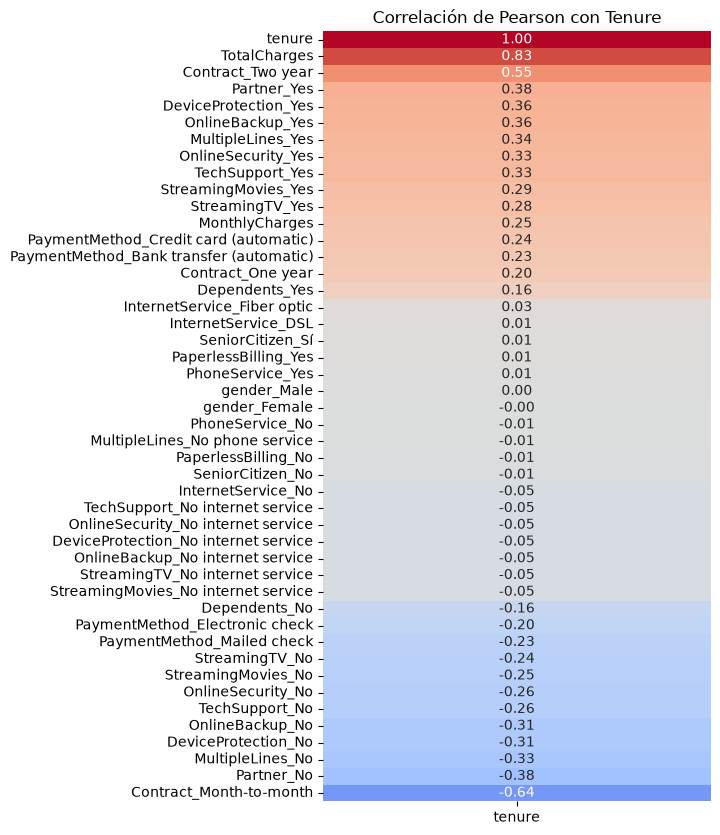 Correlación de Pearson con Tenure
tenure 1.00
TotalCharges 0.83
Contract_Two year 0.55
Partner_Yes 0.38
DeviceProtection_Yes 0.36
OnlineBackup_Yes 0.36
MultipleLines_Yes 0.34
OnlineSecurity_Yes 0.33
TechSupport_Yes 0.33
StreamingMovies_Yes 0.29
StreamingTV_Yes 0.28
MonthlyCharges 0.25
PaymentMethod_Credit card (automatic) 0.24
PaymentMethod_Bank transfer (automatic) 0.23
Contract_One year 0.20
Dependents_Yes 0.16
InternetService_Fiber optic 0.03
InternetService_DSL 0.01
SeniorCitizen_Sí 0.01
PaperlessBilling_Yes 0.01
PhoneService_Yes 0.01
gender_Male 0.00
gender_Female -0.00
PhoneService_No -0.01
MultipleLines_No phone service -0.01
PaperlessBilling_No -0.01
SeniorCitizen_No -0.01
InternetService_No -0.05
TechSupport_No internet service -0.05
OnlineSecurity_No internet service -0.05
DeviceProtection_No internet service -0.05
OnlineBackup_No internet service -0.05
StreamingTV_No internet service -0.05
StreamingMovies_No internet service -0.05
Dependents_No -0.16
PaymentMethod_Electronic check -0.20
PaymentMethod_Mailed check -0.23
StreamingTV_No -0.24
StreamingMovies_No -0.25
OnlineSecurity_No -0.26
TechSupport_No -0.26
OnlineBackup_No -0.31
DeviceProtection_No -0.31
MultipleLines_No -0.33
Partner_No -0.38
Contract_Month-to-month -0.64
tenure